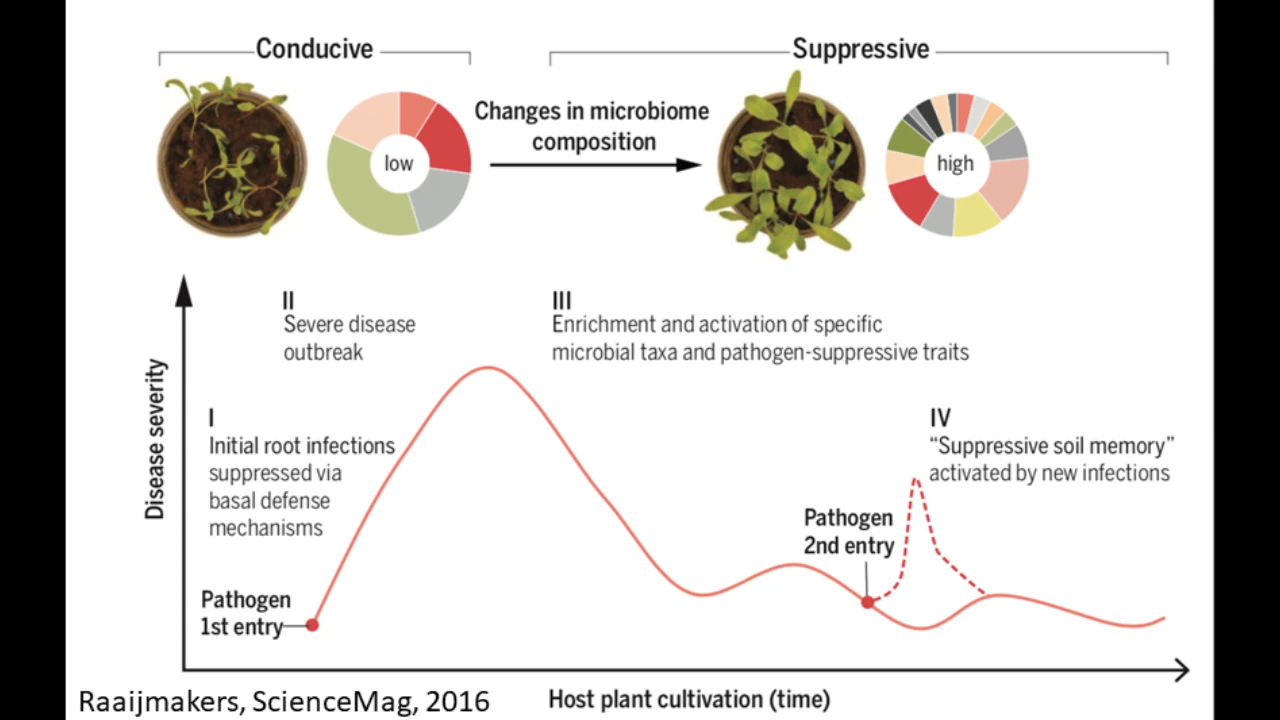 Conducive
Suppressive
low
Changes in microbiome
composition
high
II
Severe disease
outbreak
III
Enrichment and activation of specific
microbial taxa and pathogen-suppressive traits
I
Initial root infections
suppressed via
basal defense
mechanisms
IV
“Suppressive soil memory”
activated by new infections
Disease severity
Pathogen
2nd entry
Pathogen
1st entry
Raaijmakers, ScienceMag, 2016
Host plant cultivation (time)